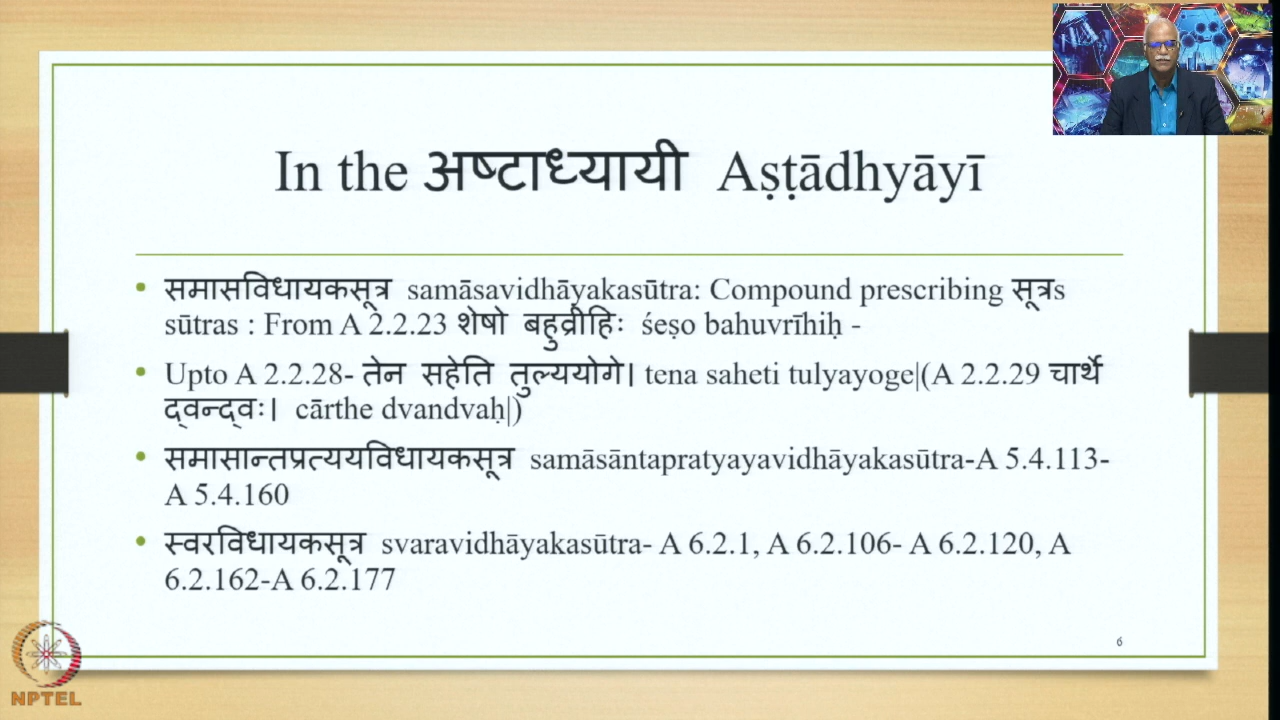 In the अष्टाध्यायी Aṣṭādhyāyī
• समासविधायकसूत्र samāsavidhāyakasūtra: Compound prescribing सूत्रs
sūtras : From A 2.2.23 शेषो बहुव्रीहिः śeṣo bahuvrīhiḥ -
• Upto A 2.2.28- तेन सहेति तुल्ययोगे। tena saheti tulyayoge|(A 2.2.29 चार्थे
द्वन्द्वः। cārthe dvandvaḥ|)
• समासान्तप्रत्ययविधायकसूत्र samāsāntapratyayavidhāyakasūtra-A 5.4.113-
A 5.4.160
• स्वरविधायकसूत्र svaravidhāyakasūtra- A 6.2.1, A 6.2.106- A 6.2.120, A
6.2.162-A 6.2.177
6
NPTEL